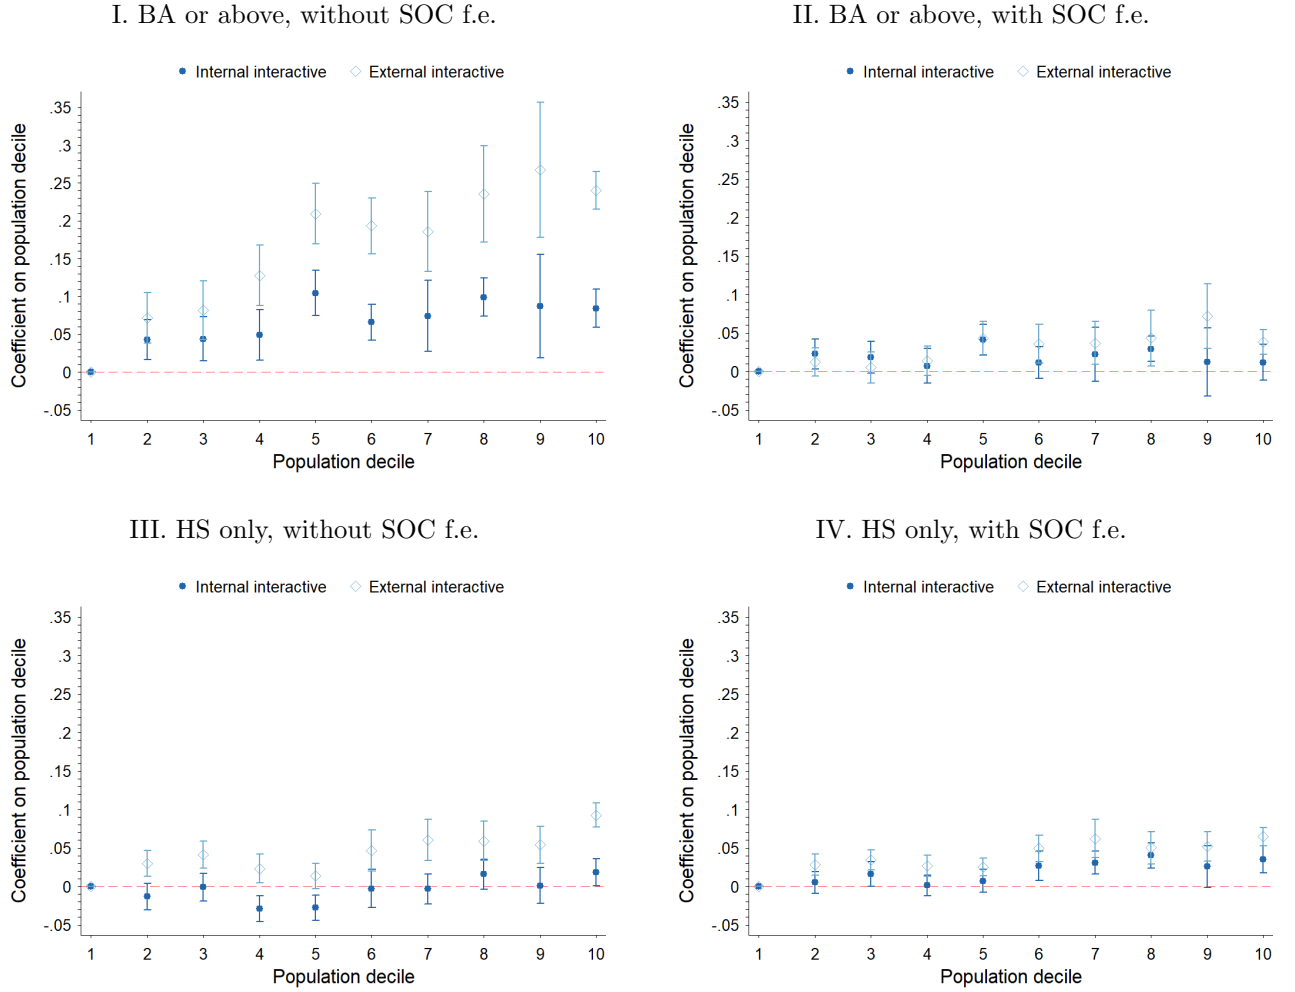 I. BA or above, without SOC f.e.
Internal interactive
External interactive
Coefficient on population decile
.35
.3
.25
.2
.15
.1
.05
0
-.05
1 2 3 4 5 6 7 8 9 10
Population decile
II. BA or above, with SOC f.e.
Internal interactive
External interactive
Coefficient on population decile
.35
.3
.25
.2
.15
.1
.05
0
-.05
1 2 3 4 5 6 7 8 9 10
Population decile
III. HS only, without SOC f.e.
Internal interactive
External interactive
Coefficient on population decile
.35
.3
.25
.2
.15
.1
.05
0
-.05
1 2 3 4 5 6 7 8 9 10
Population decile
IV. HS only, with SOC f.e.
Internal interactive
External interactive
Coefficient on population decile
.35
.3
.25
.2
.15
.1
.05
0
-.05
1 2 3 4 5 6 7 8 9 10
Population decile